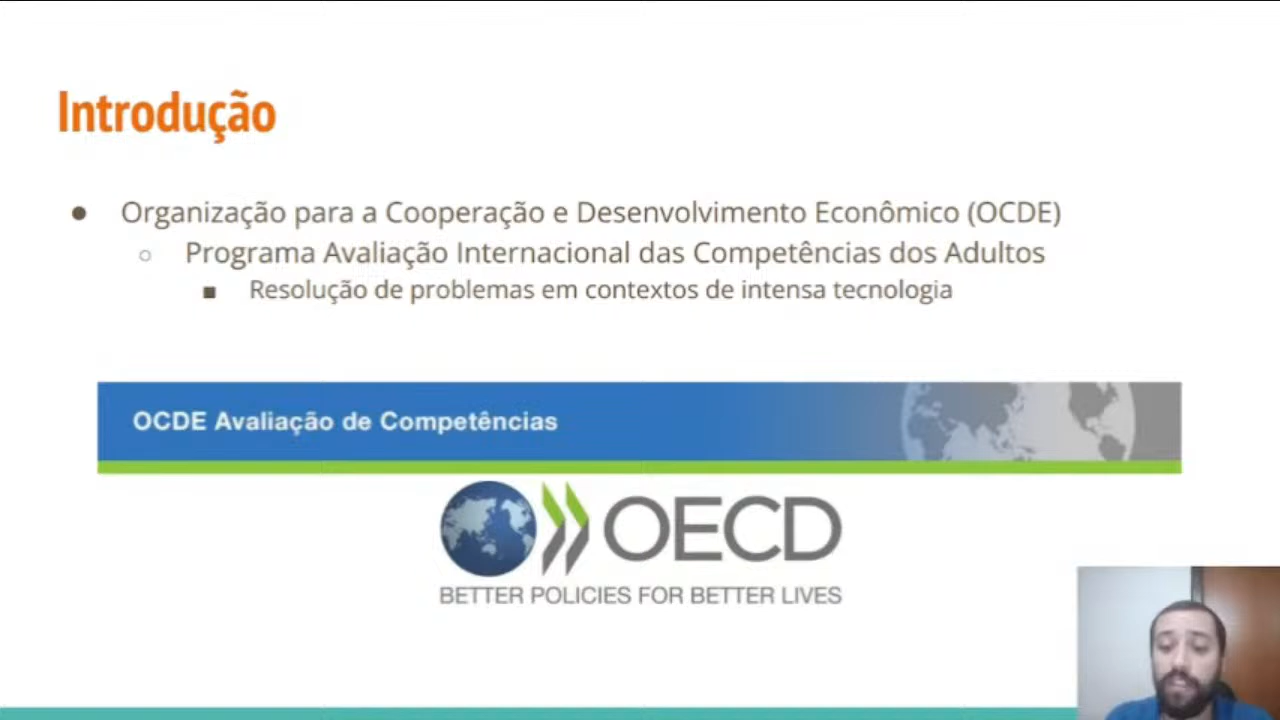 Introdução
Organização para a Cooperação e Desenvolvimento Econômico (OCDE)
Programa Avaliação Internacional das Competências dos Adultos
Resolução de problemas em contextos de intensa tecnologia
OCDE Avaliação de Competências
OECD
BETTER POLICIES FOR BETTER LIVES